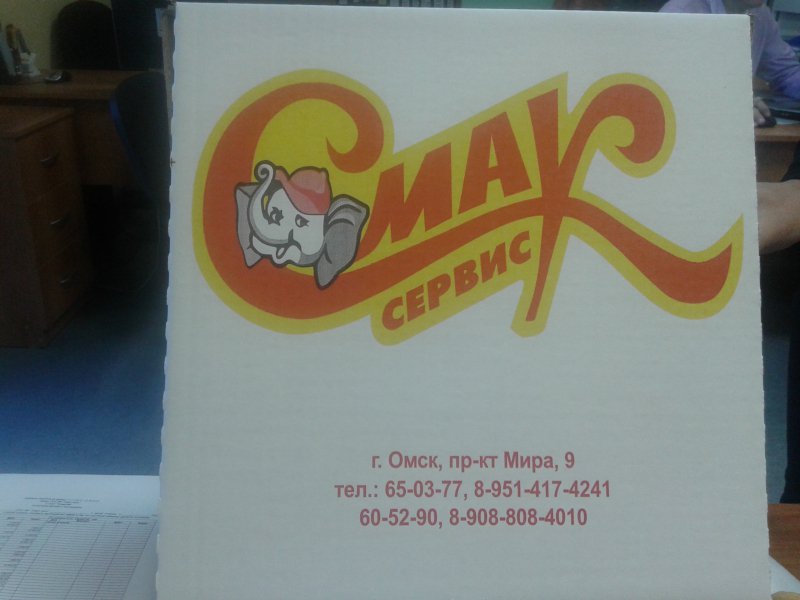 Смак
СЕРВИС
г. Омск, пр-кт Мира, 9
тел.: 65-03-77, 8-951-417-4241
60-52-90, 8-908-808-4010